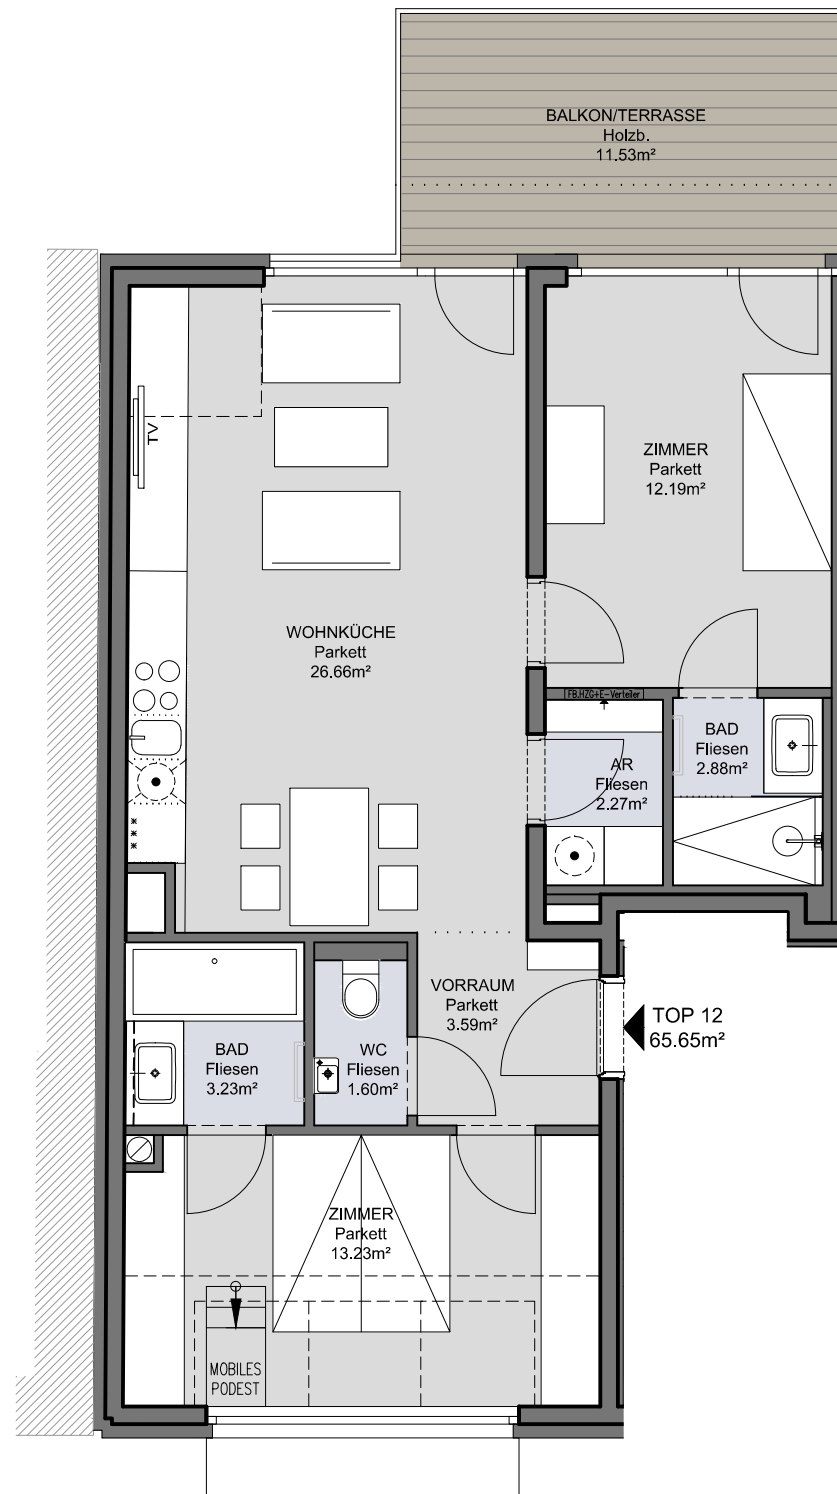 BALKON/TERRASSE
Holzb.
11.53m²
TV
ZIMMER
Parkett
12.19m²
WOHNKÜCHE
Parkett
26.66m²
FB.HZG+E-Verteiler
BAD
Fliesen
2.88m²
AR
Fliesen
2.27m²
VORRAUM
Parkett
3.59m²
TOP 12
65.65m²
BAD
Fliesen
3.23m²
WC
Fliesen
1.60m²
ZIMMER
Parkett
13.23m²
MOBILES
PODEST